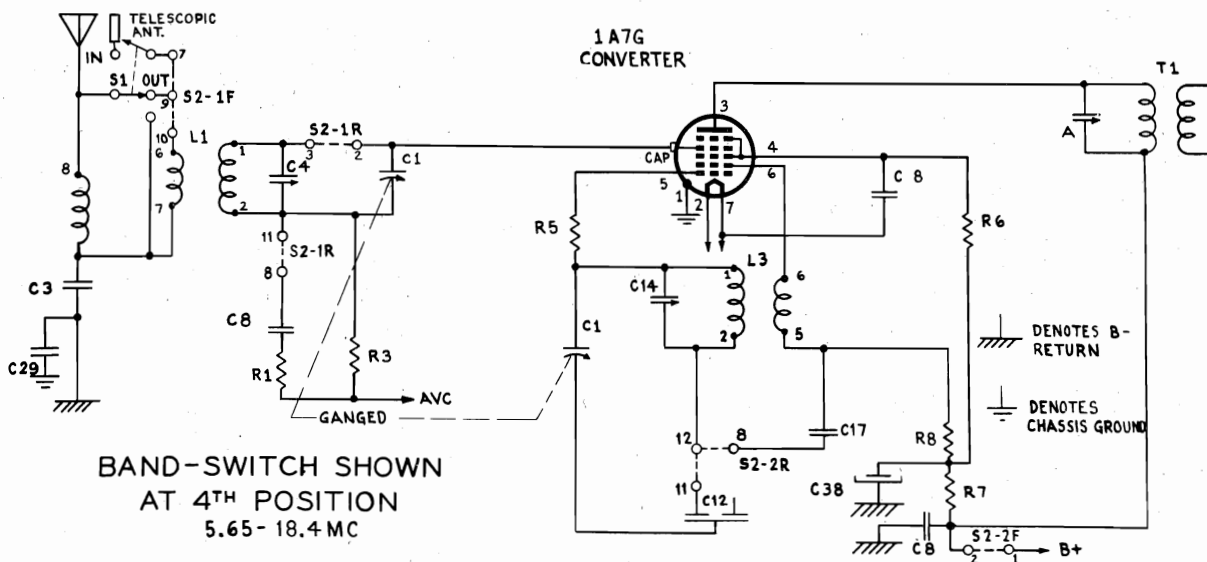 TELESCOPIC
ANT.
IN
7
S1
OUT
9
S2-1F
10
L1
6
8
7
C3
C29
1
2
C4
S2-1R
3
2
C1
11
S2-1R
8
C8
R1
R3
AVC
GANGED
1A7G
CONVERTER
3
CAP
4
6
5
1
2
7
C 8
R5
R6
L3
1
2
6
5
C14
C1
12
8
S2-2R
11
C12
C17
R8
C38
R7
C8
S2-2F
2
1
B+
A
T1
DENOTES B-
RETURN
DENOTES
CHASSIS GROUND
BAND-SWITCH SHOWN
AT 4TH POSITION
5.65-18.4MC